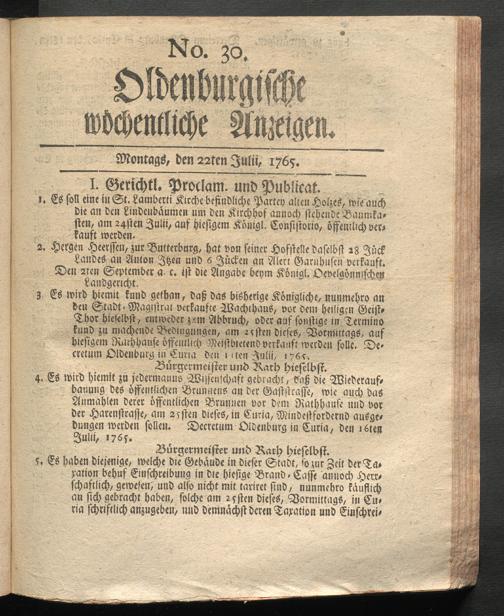 No. 30.
Oldenburgische
wöchentliche Anzeigen.
Montags, den 22ten Julii, 1765.
I. Gerichtl. Proclam. und Publicat.
1. Es soll eine in St. Lamberti Kirche befindliche Partey alten Holzes, wie auch
die an den Lindenbäumen um den Kirchhof annoch stehende Baumka-
sten, am 24sten Julii, auf hiesigem Königl. Consistorio, öffentlich ver-
kauft werden.
2. Hergen Heerssen, zur Butterburg, hat von seiner Hofstelle daselbst 28 Jück
Landes an Anton Itzen und 6 Jücken an Alert Garnhusen verkauft.
Den 2ten September a. c. ist die Angabe beym Königl. Oevelgönnischen
Landgericht.
3 Es wird hiemit kund gethan, daß das bisherige Königliche, nunmehro an
den Stadt-Magistrat verkaufte Wachthaus, vor dem heiligen Geist-
Thor hieselbst, entweder zum Abbruch, oder auf sonstige in Termino
kund zu machende Bedingungen, am 25sten dieses, Vormittags, auf
hiesigem Rathhause öffentlich Meistbietend verkauft werden solle. De-
cretum Oldenburg in Curia den 11ten Julii, 1765.
Bürgermeister und Rath hieselbst.
4. Es wird hiemit zu jedermanns Wissenschaft gebracht, daß die Wiederauf-
bauung des öffentlichen Brunnens an der Gaststrasse, wie auch das
Anmahlen derer öffentlichen Brunnen vor dem Rathhause und vor
der Harenstrasse, am 25sten dieses, in Curia, Mindestfordernd ausge-
dungen werden sollen. Decretum Oldenburg in Curia, den 16ten
Julii, 1765.
Bürgermeister und Rath hieselbst.
5. Es haben diejenige, welche die Gebäude in dieser Stadt, so zur Zeit der Ta-
xation behuf Einschreibung in die hiesige Brand-Casse annoch Herr-
schaftlich, gewesen, und also nicht mit taxiret sind, nunmehro käuflich
an sich gebracht haben, solche am 25sten dieses, Vormittags, in Cu-
ria schriftlich anzugeben, und demnächst deren Taxation und Einschrei-